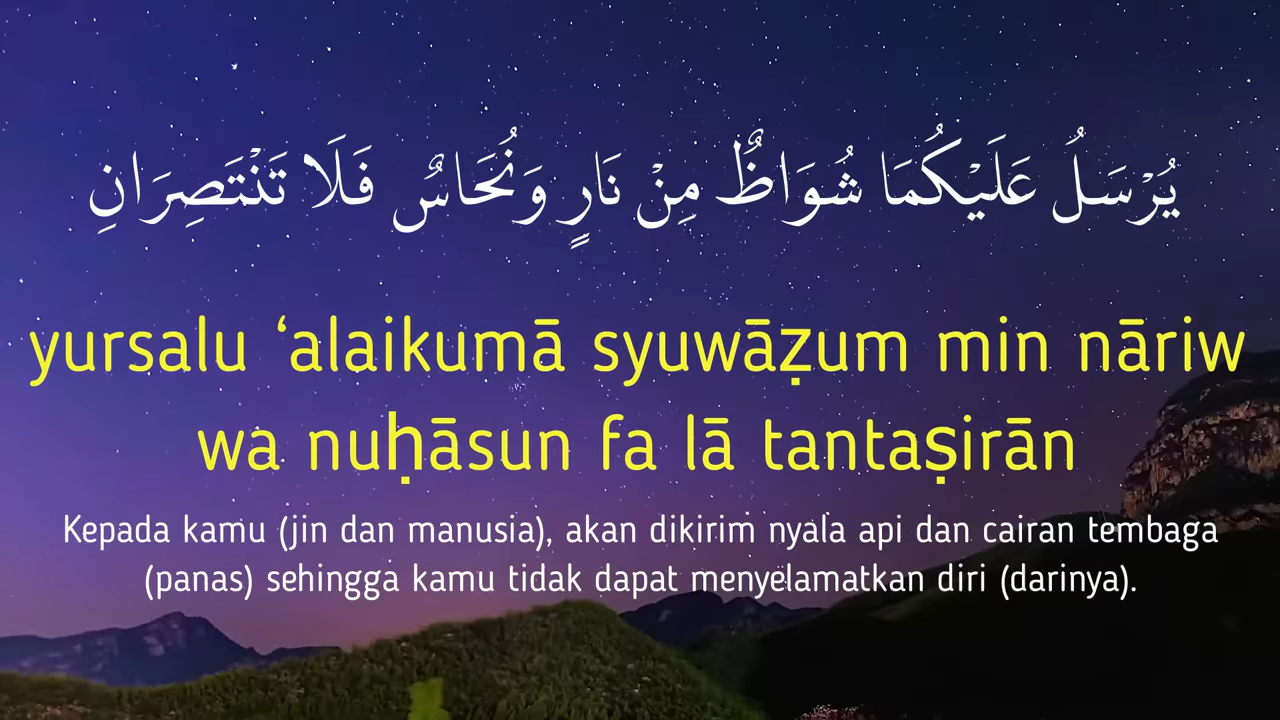 يُرْسَلُ عَلَيْكُمَا شُوَاظٌ مِنْ نَارٍ وَنُحَاسٌ فَلَا تَنْتَصِرَانِ
yursalu ‘alaikumā syuwāẓum min nāriw
wa nuḥāsun fa lā tantaṣirān
Kepada kamu (jin dan manusia), akan dikirim nyala api dan cairan tembaga
(panas) sehingga kamu tidak dapat menyelamatkan diri (darinya).